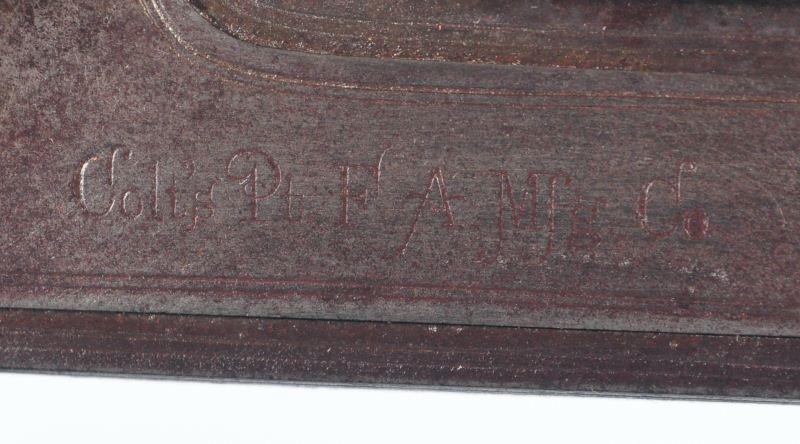 Colt's Pt. F. A. Mfg. Co.